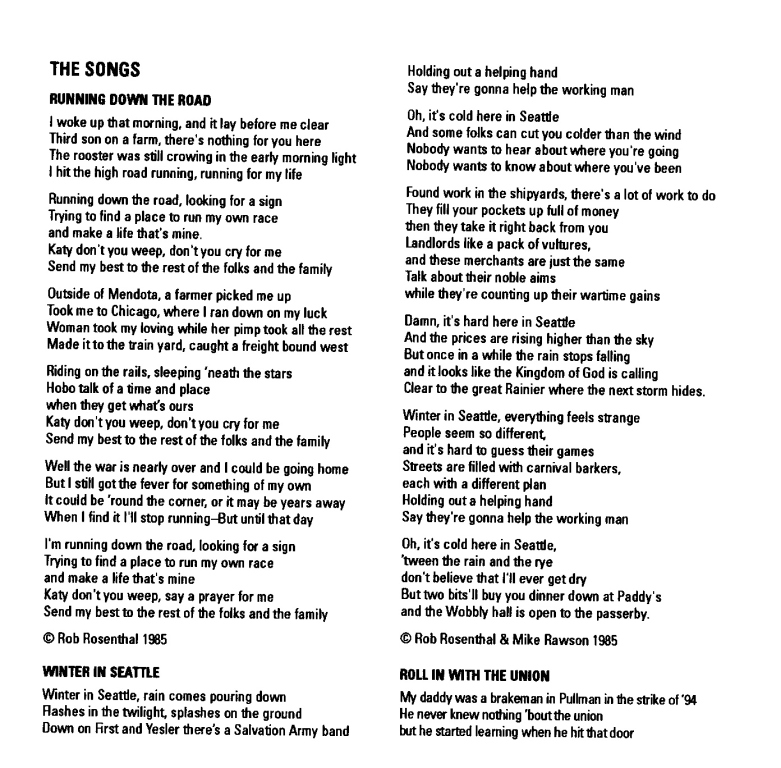 THE SONGS
RUNNING DOWN THE ROAD
I woke up that morning, and it lay before me clear
Third son on a farm, there's nothing for you here
The rooster was still crowing in the early morning light
I hit the high road running, running for my life
Running down the road, looking for a sign
Trying to find a place to run my own race
and make a life that's mine.
Katy don't you weep, don't you cry for me
Send my best to the rest of the folks and the family
Outside of Mendota, a farmer picked me up
Took me to Chicago, where I ran down on my luck
Woman took my loving while her pimp took all the rest
Made it to the train yard, caught a freight bound west
Riding on the rails, sleeping 'neath the stars
Hobo talk of a time and place
when they get what's ours
Katy don't you weep, don't you cry for me
Send my best to the rest of the folks and the family
Well the war is nearly over and I could be going home
But I still got the fever for something of my own
It could be 'round the corner, or it may be years away
When I find it I'll stop running–But until that day
I'm running down the road, looking for a sign
Trying to find a place to run my own race
and make a life that's mine
Katy don't you weep, say a prayer for me
Send my best to the rest of the folks and the family
© Rob Rosenthal 1985
WINTER IN SEATTLE
Winter in Seattle, rain comes pouring down
Flashes in the twilight, splashes on the ground
Down on First and Yesler there's a Salvation Army band
Holding out a helping hand
Say they're gonna help the working man
Oh, it's cold here in Seattle
And some folks can cut you colder than the wind
Nobody wants to hear about where you're going
Nobody wants to know about where you've been
Found work in the shipyards, there's a lot of work to do
They fill your pockets up full of money
then they take it right back from you
Landlords like a pack of vultures,
and these merchants are just the same
Talk about their noble aims
while they're counting up their wartime gains
Damn, it's hard here in Seattle
And the prices are rising higher than the sky
But once in a while the rain stops falling
and it looks like the Kingdom of God is calling
Clear to the great Rainier where the next storm hides.
Winter in Seattle, everything feels strange
People seem so different,
and it's hard to guess their games
Streets are filled with carnival barkers,
each with a different plan
Holding out a helping hand
Say they're gonna help the working man
Oh, it's cold here in Seattle,
'tween the rain and the rye
don't believe that I'll ever get dry
But two bits'll buy you dinner down at Paddy's
and the Wobbly hall is open to the passerby.
© Rob Rosenthal & Mike Rawson 1985
ROLL IN WITH THE UNION
My daddy was a brakeman in Pullman in the strike of '94
He never knew nothing 'bout the union
but he started learning when he hit that door